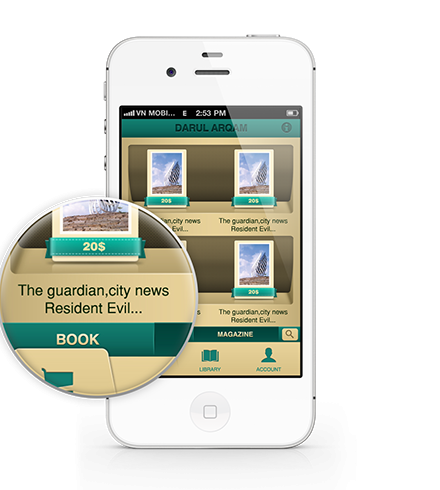 VN MOBI... E 2:53 PM
DARUL ARQAM
20$ 20$
The guardian,city news
Resident Evil...
The guardian,city news
Resident Evil...
20$ 20$
MAGAZINE
LIBRARY ACCOUNT
20$
The guardian,city news
Resident Evil...
BOOK